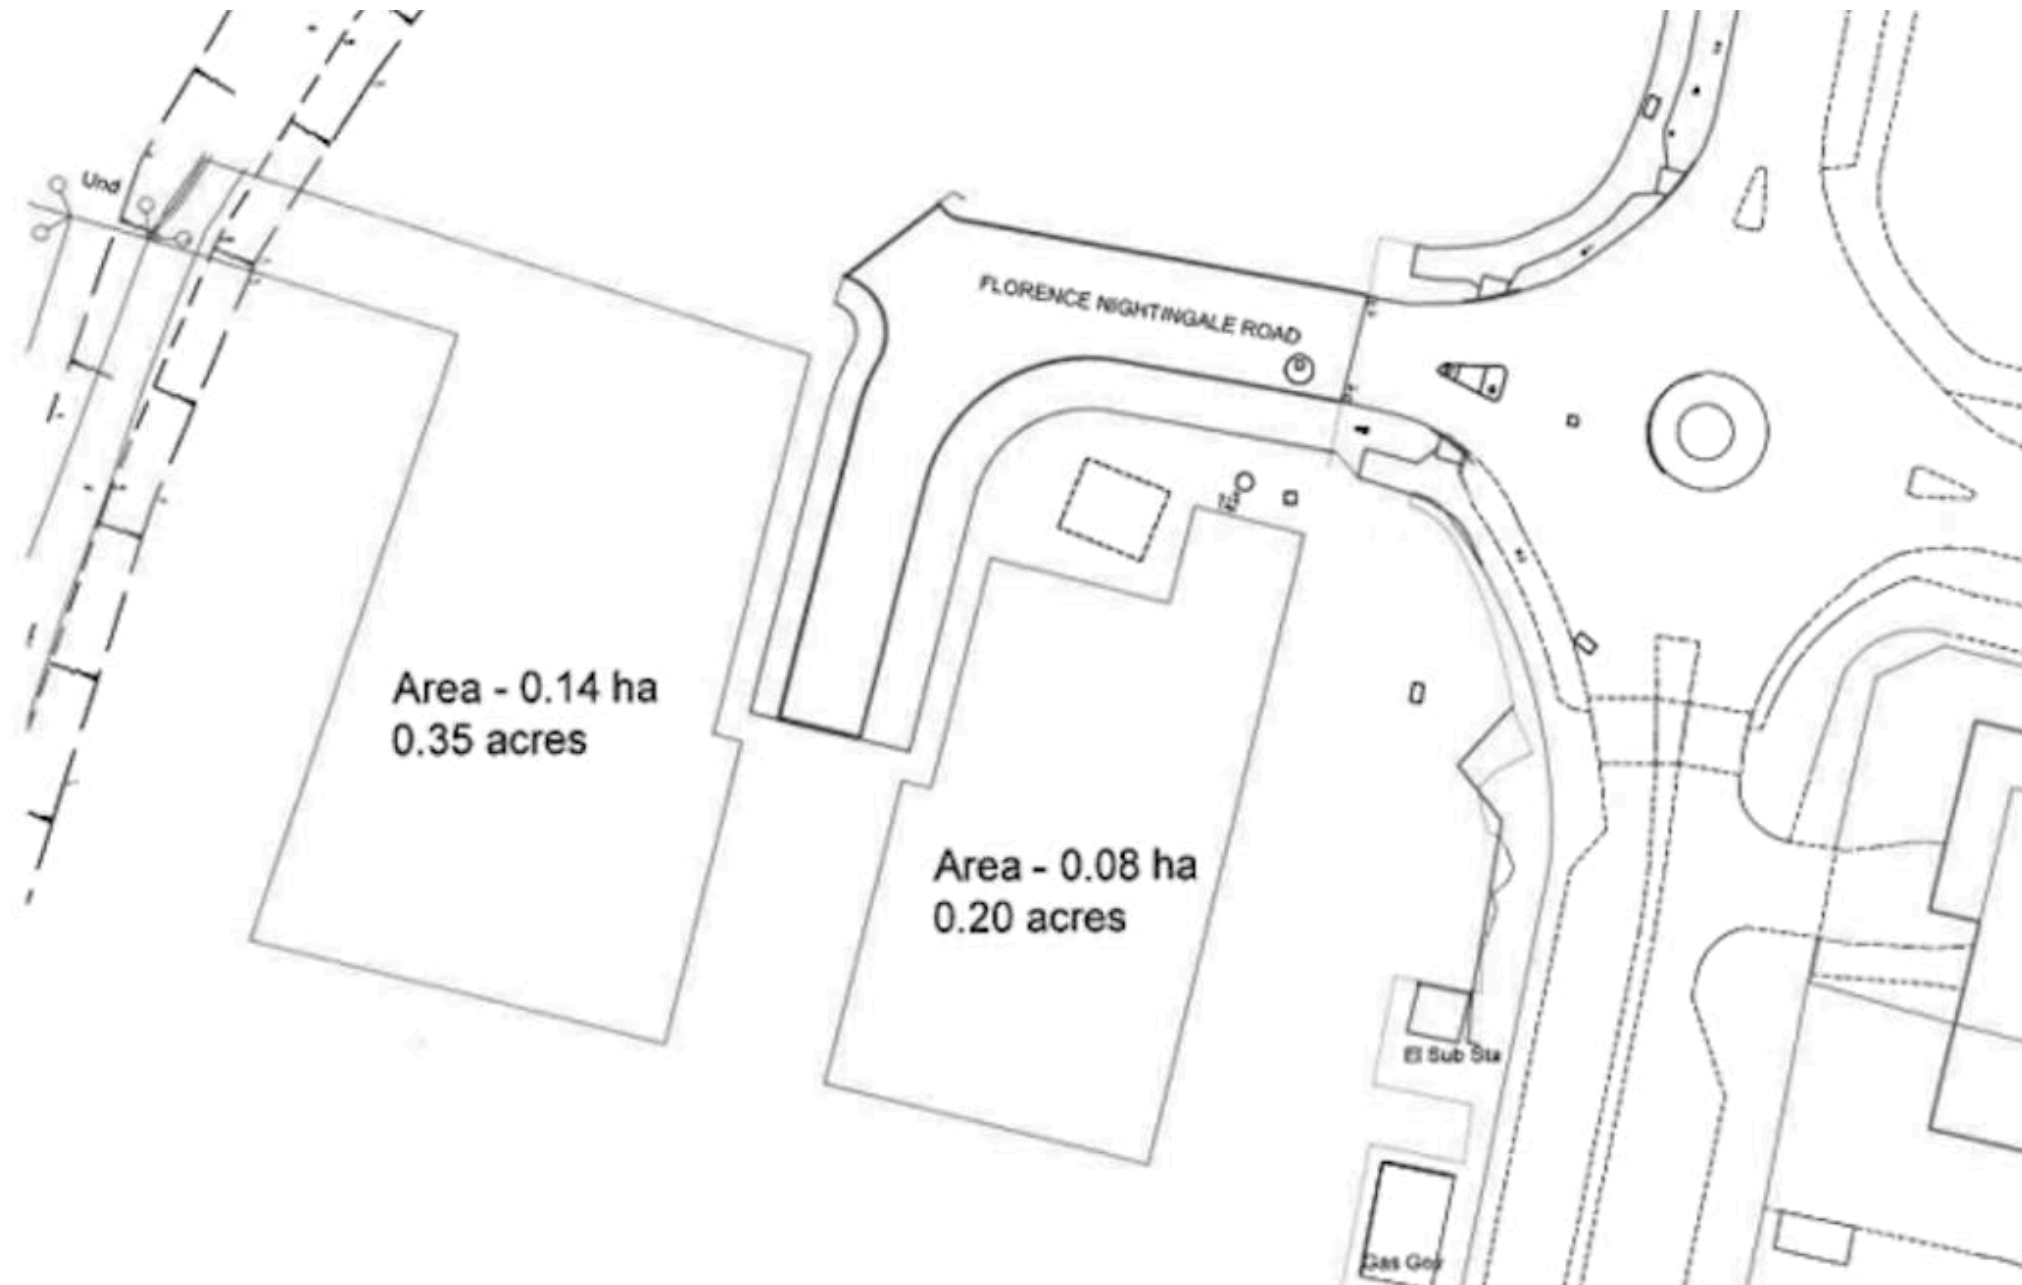 Und
FLORENCE NIGHTINGALE ROAD
Area - 0.14 ha
0.35 acres
Area - 0.08 ha
0.20 acres
El Sub Sta
Gas Gov